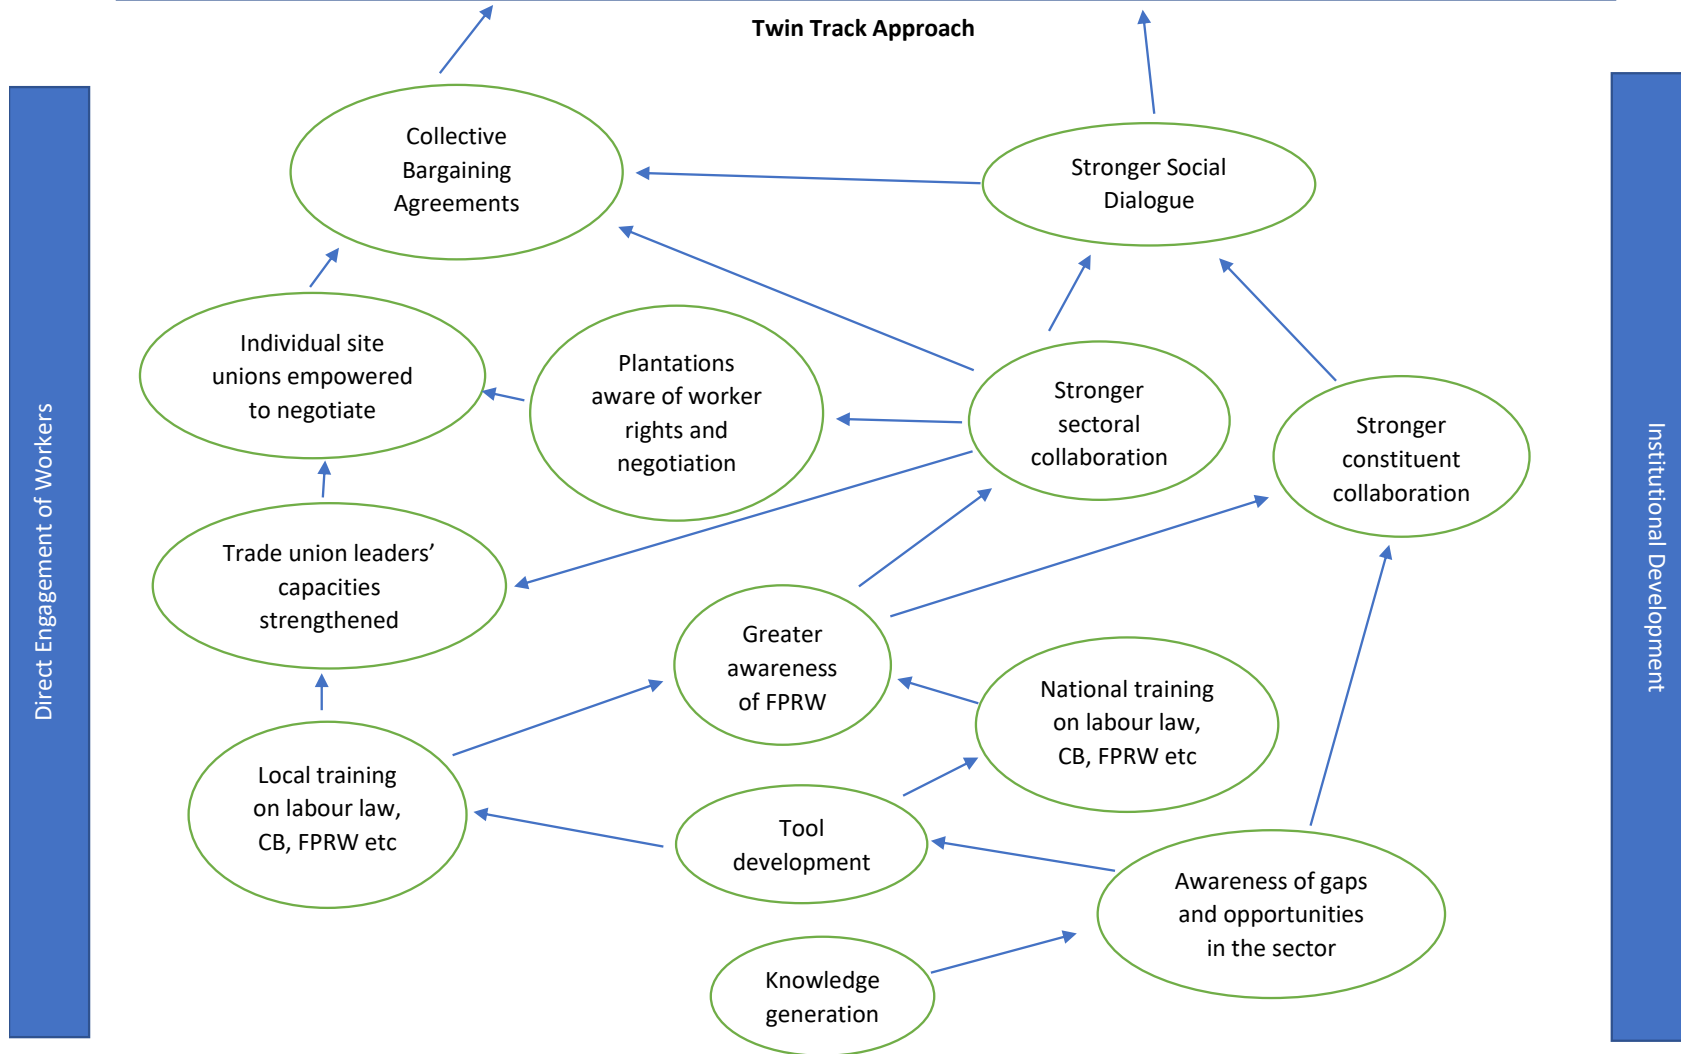 Twin Track Approach
Collective
Bargaining
Agreements
Stronger Social
Dialogue
Individual site
unions empowered
to negotiate
Plantations
aware of worker
rights and
negotiation
Stronger
sectoral
collaboration
Stronger
constituent
collaboration
Direct Engagement of Workers
Institutional Development
Trade union leaders’
capacities
strengthened
Greater
awareness
of FPRW
National training
on labour law,
CB, FPRW etc
Local training
on labour law,
CB, FPRW etc
Tool
development
Awareness of gaps
and opportunities
in the sector
Knowledge
generation